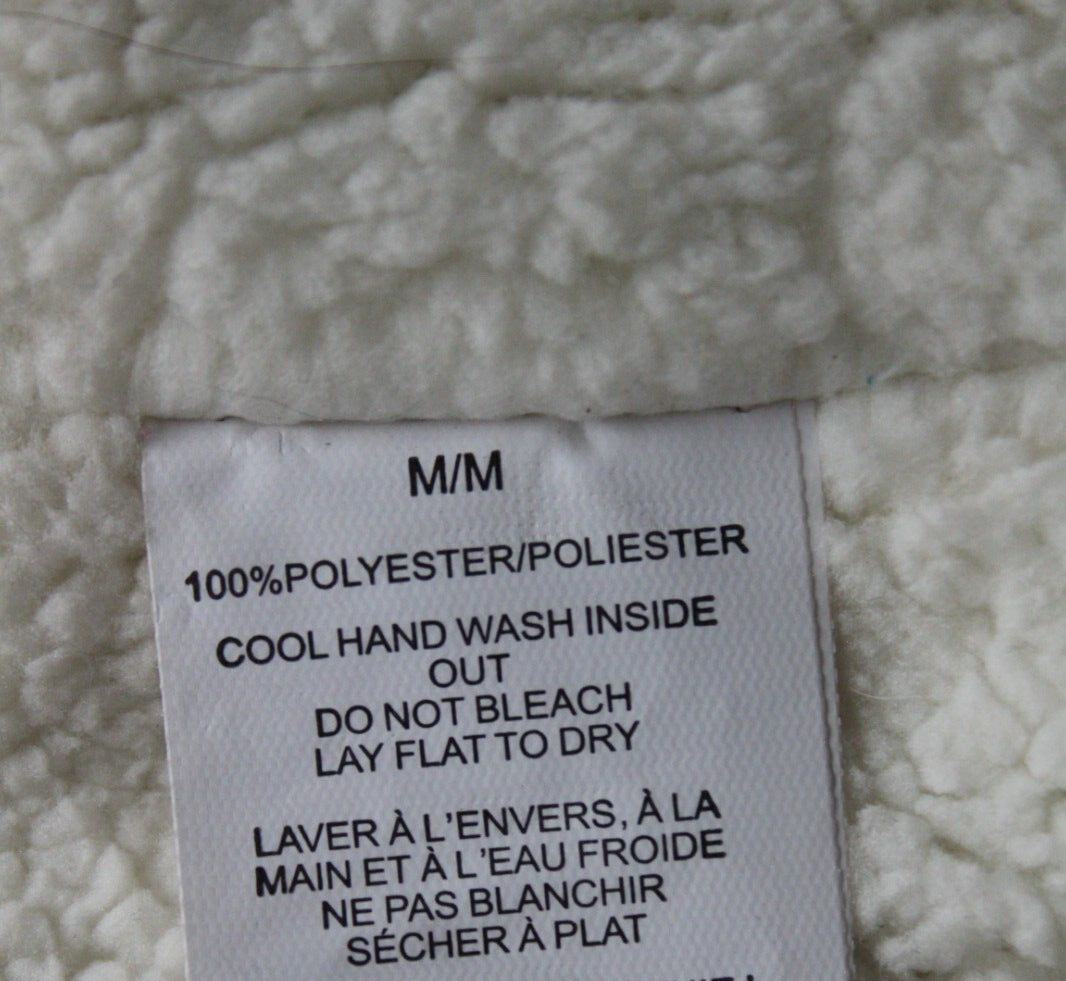 M/M
100%POLYESTER/POLIESTER
COOL HAND WASH INSIDE
OUT
DO NOT BLEACH
LAY FLAT TO DRY
LAVER À L'ENVERS, À LA
MAIN ET À L'EAU FROIDE
NE PAS BLANCHIR
SÉCHER À PLAT